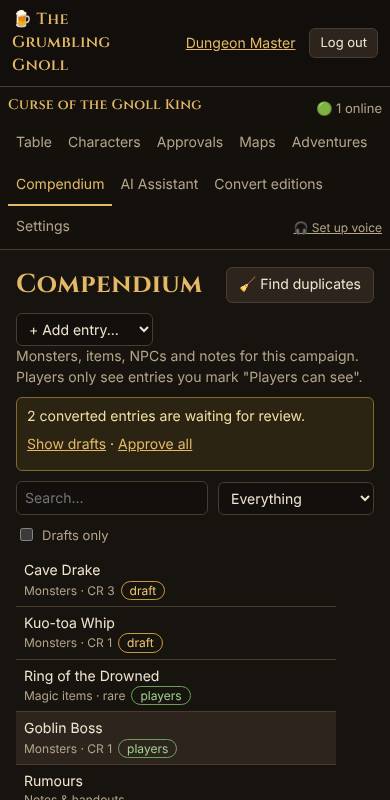 🍺 The
Grumbling
Gnoll
Dungeon Master
Log out
Curse of the Gnoll King
🟢 1 online
Table Characters Approvals Maps Adventures
Compendium AI Assistant Convert editions
Settings
🎧 Set up voice
Compendium
🧹 Find duplicates
+ Add entry...
Monsters, items, NPCs and notes for this campaign.
Players only see entries you mark "Players can see".
2 converted entries are waiting for review.
Show drafts · Approve all
Search...
Everything
Drafts only
Cave Drake
Monsters · CR 3 draft
Kuo-toa Whip
Monsters · CR 1 draft
Ring of the Drowned
Magic items · rare players
Goblin Boss
Monsters · CR 1 players
Rumours
Notes & handouts